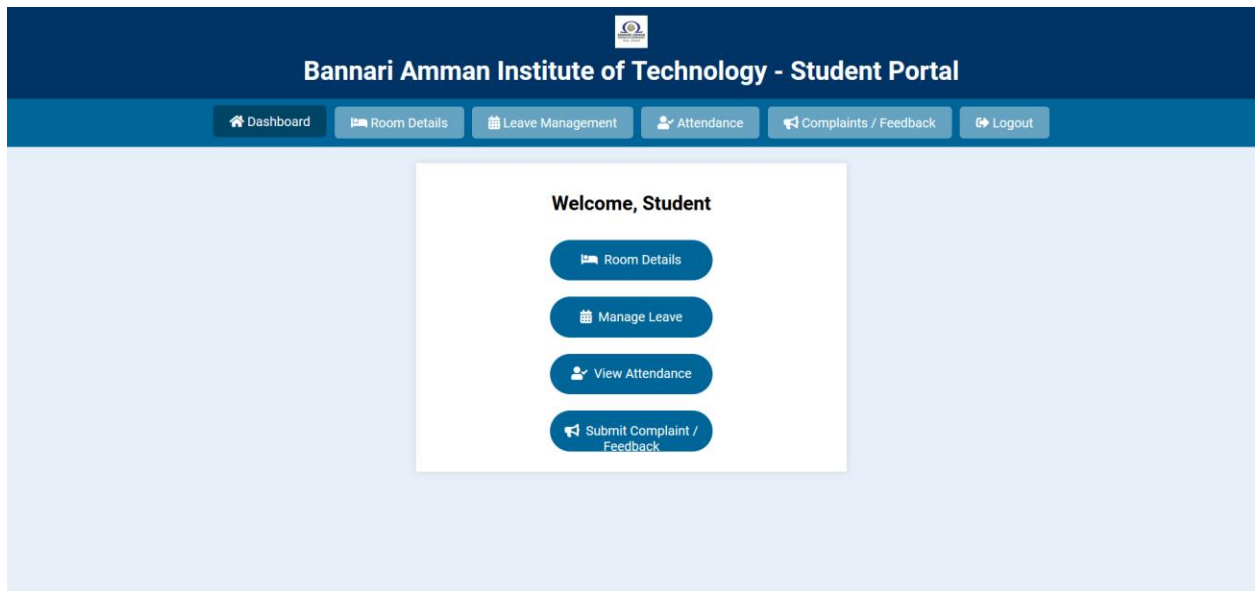 Bannari Amman Institute of Technology - Student Portal
Dashboard
Room Details
Leave Management
Attendance
Complaints / Feedback
Logout
Welcome, Student
Room Details
Manage Leave
View Attendance
Submit Complaint /
Feedback